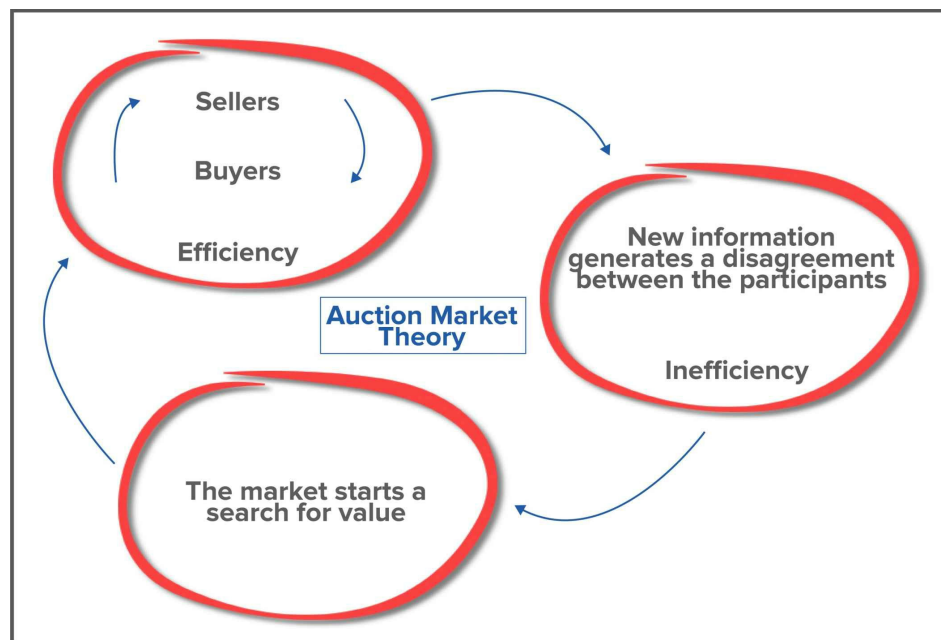 Sellers
Buyers
Efficiency
New information
generates a disagreement
between the participants
Inefficiency
Auction Market
Theory
The market starts a
search for value